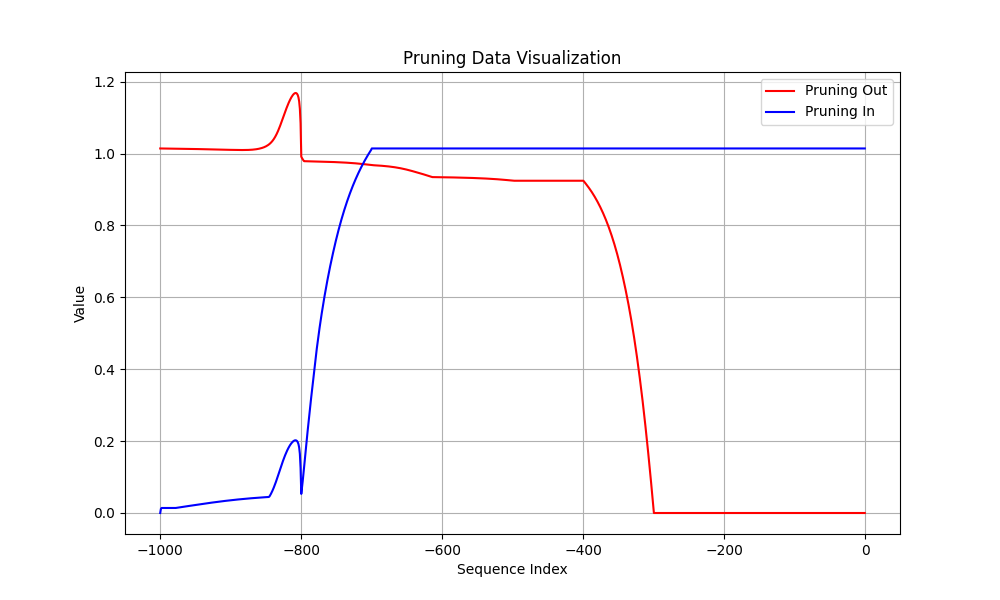 Pruning Data Visualization
Pruning Out
Pruning In
Value
1.2
1.0
0.8
0.6
0.4
0.2
0.0
−1000 −800 −600 −400 −200 0
Sequence Index